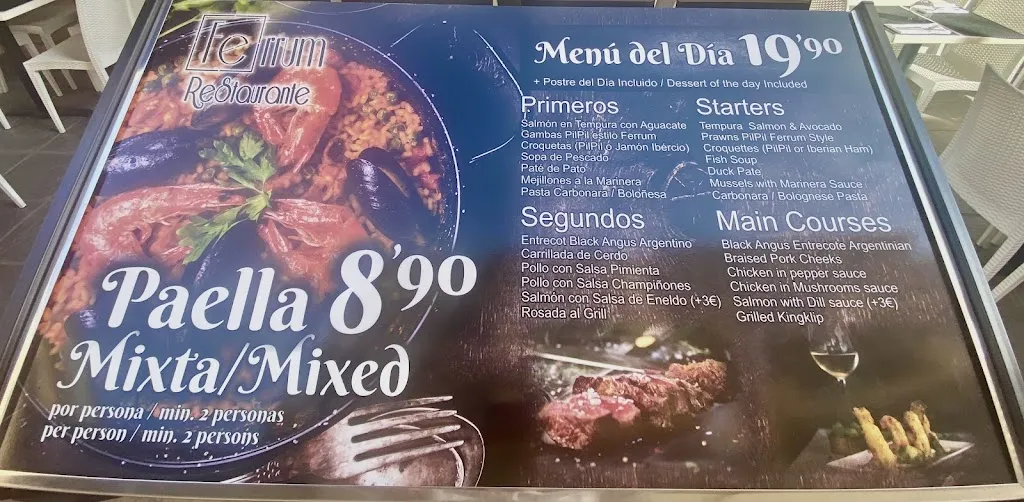 Ferrum
Restaurante
Paella 8'90
Mixta/Mixed
por persona / min. 2 personas
per person / min. 2 persons
Menú del Día 19'90
+ Postre del Día Incluido / Dessert of the day Included
Primeros
Salmón en Tempura con Aguacate
Gambas PilPil estilo Ferrum
Croquetas (PilPil o Jamón Ibércio)
Sopa de Pescado
Paté de Pato
Mejillones a la Marinera
Pasta Carbonara / Boloñesa
Starters
Tempura Salmon & Avocado
Prawns PilPil Ferrum Style
Croquettes (PilPil or Iberian Ham)
Fish Soup
Duck Pate
Mussels with Marinera Sauce
Carbonara / Bolognese Pasta
Segundos
Entrecot Black Angus Argentino
Carrillada de Cerdo
Pollo con Salsa Pimienta
Pollo con Salsa Champiñones
Salmón con Salsa de Eneldo (+3€)
Rosada al Grill
Main Courses
Black Angus Entrecote Argentinian
Braised Pork Cheeks
Chicken in pepper sauce
Chicken in Mushrooms sauce
Salmon with Dill sauce (+3€)
Grilled Kingklip